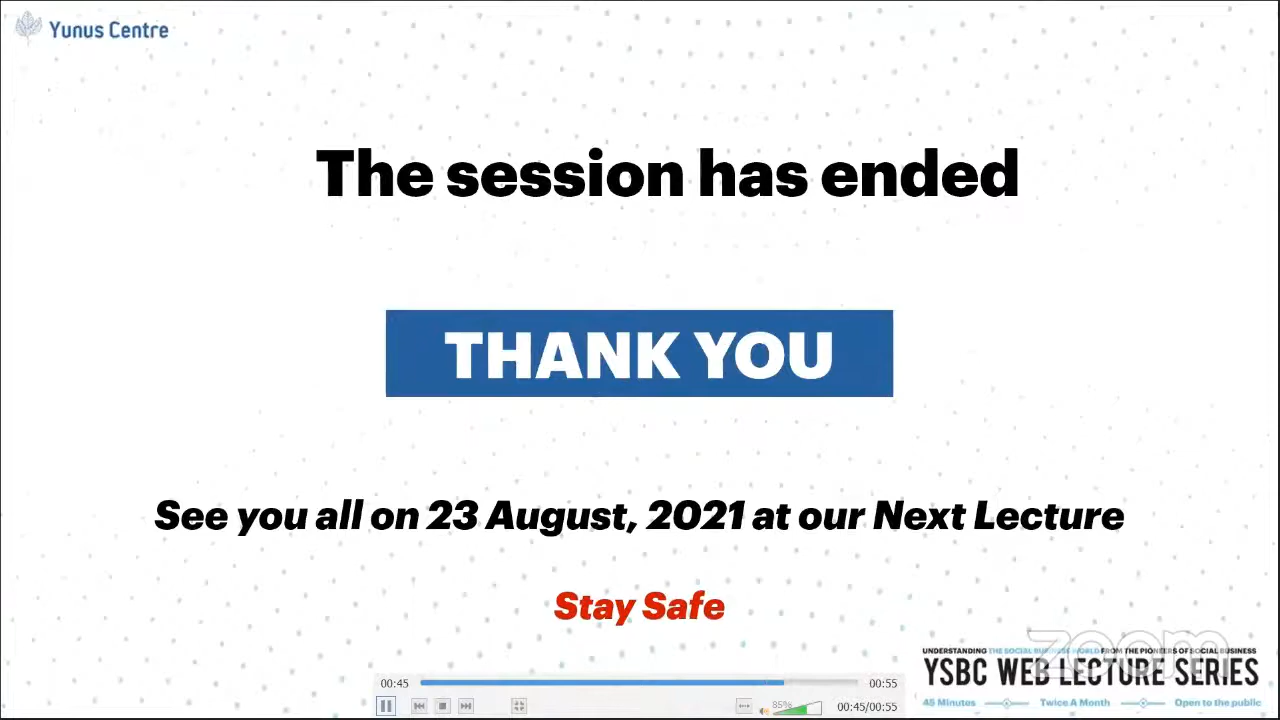 Yunus Centre
The session has ended
THANK YOU
See you all on 23 August, 2021 at our Next Lecture
Stay Safe
zoom
UNDERSTANDING THE SOCIAL BUSINESS WORLD FROM THE PIONEERS OF SOCIAL BUSINESS
YSBC WEB LECTURE SERIES
45 Minutes Twice A Month Open to the public
00:45 00:55
85% 00:45/00:55